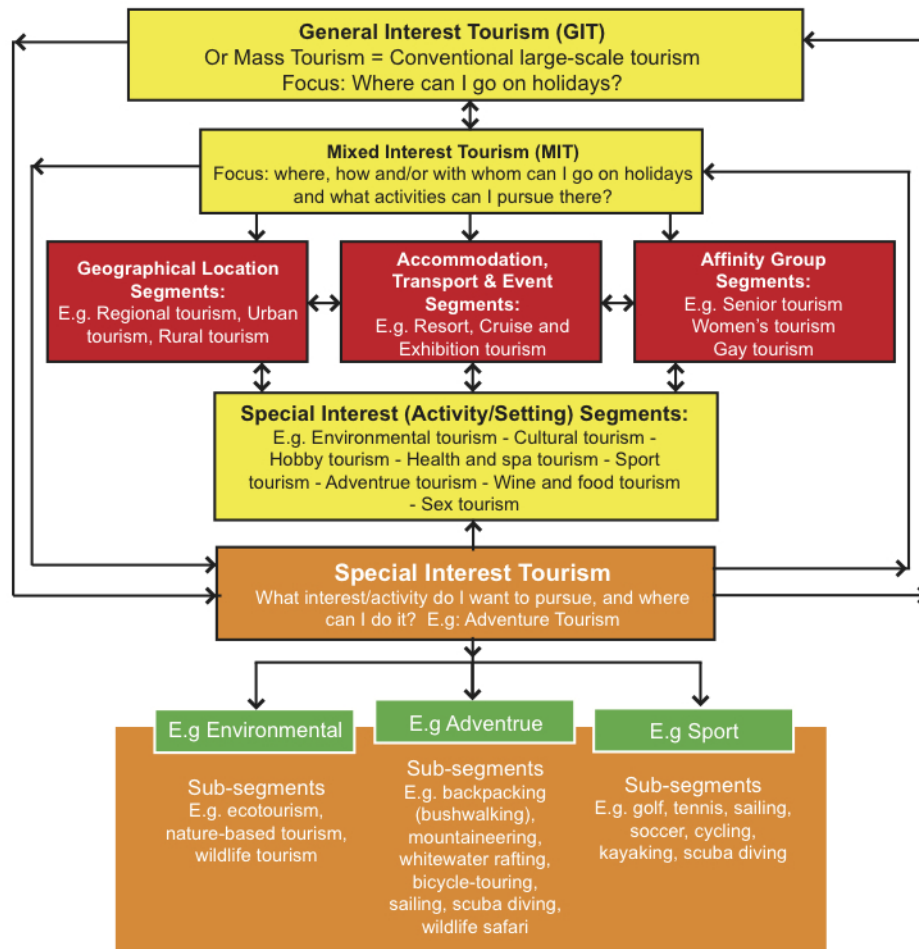 General Interest Tourism (GIT)
Or Mass Tourism = Conventional large-scale tourism
Focus: Where can I go on holidays?
Mixed Interest Tourism (MIT)
Focus: where, how and/or with whom can I go on holidays
and what activities can I pursue there?
Geographical Location
Segments:
E.g. Regional tourism, Urban
tourism, Rural tourism
Accommodation,
Transport & Event
Segments:
E.g. Resort, Cruise and
Exhibition tourism
Affinity Group
Segments:
E.g. Senior tourism
Women's tourism
Gay tourism
Special Interest (Activity/Setting) Segments:
E.g. Environmental tourism - Cultural tourism -
Hobby tourism - Health and spa tourism - Sport
tourism - Adventrue tourism - Wine and food tourism
- Sex tourism
Special Interest Tourism
What interest/activity do I want to pursue, and where
can I do it? E.g: Adventure Tourism
E.g Environmental
Sub-segments
E.g. ecotourism,
nature-based tourism,
wildlife tourism
E.g Adventrue
Sub-segments
E.g. backpacking
(bushwalking),
mountaineering,
whitewater rafting,
bicycle-touring,
sailing, scuba diving,
wildlife safari
E.g Sport
Sub-segments
E.g. golf, tennis, sailing,
soccer, cycling,
kayaking, scuba diving